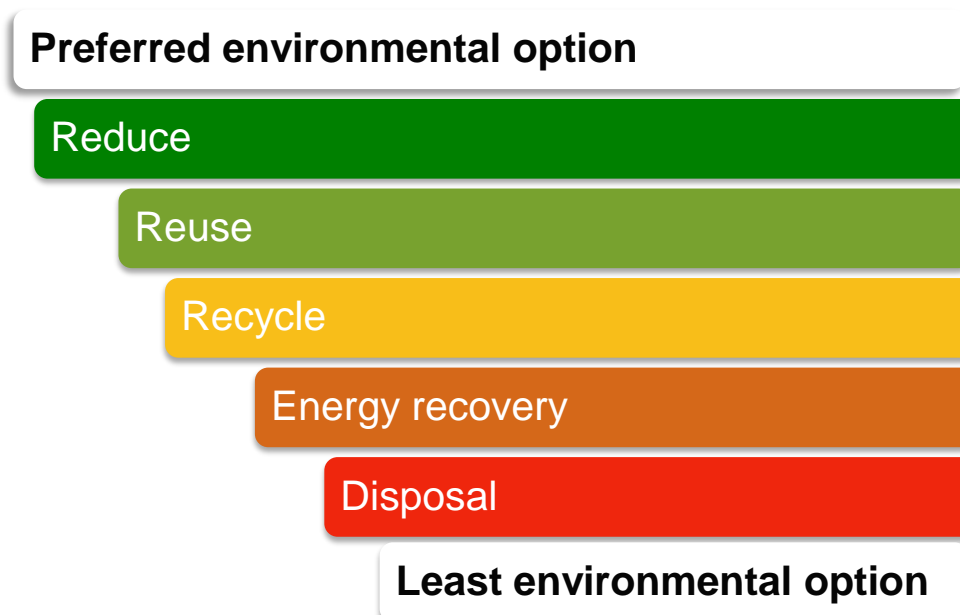 Preferred environmental option
Reduce
Reuse
Recycle
Energy recovery
Disposal
Least environmental option